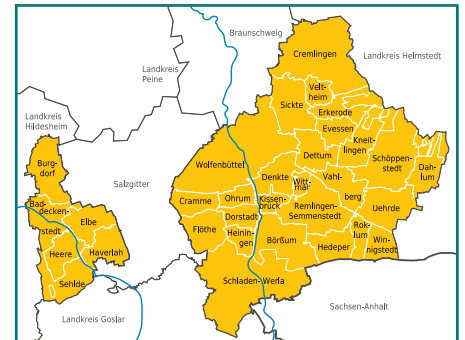 Braunschweig
Cremlingen
Landkreis Helmstedt
Landkreis
Peine
Velt-
heim
Sickte
Erkerode
Landkreis
Hildesheim
Evessen
Kneit-
lingen
Burg-
dorf
Wolfenbüttel
Dettum
Schöppen-
stedt
Dah-
lum
Salzgitter
Denkte
Witt-
mar
Vahl-
berg
Bad-
decken-
stedt
Cramme
Ohrum
Kissen-
brück
Remlingen-
Semmenstedt
Uehrde
Elbe
Dorstadt
Flöthe
Heinin-
gen
Börßum
Hedeper
Rok-
lum
Win-
nigstedt
Heere
Haverlah
Sehlde
Schladen-Werla
Landkreis Goslar
Sachsen-Anhalt